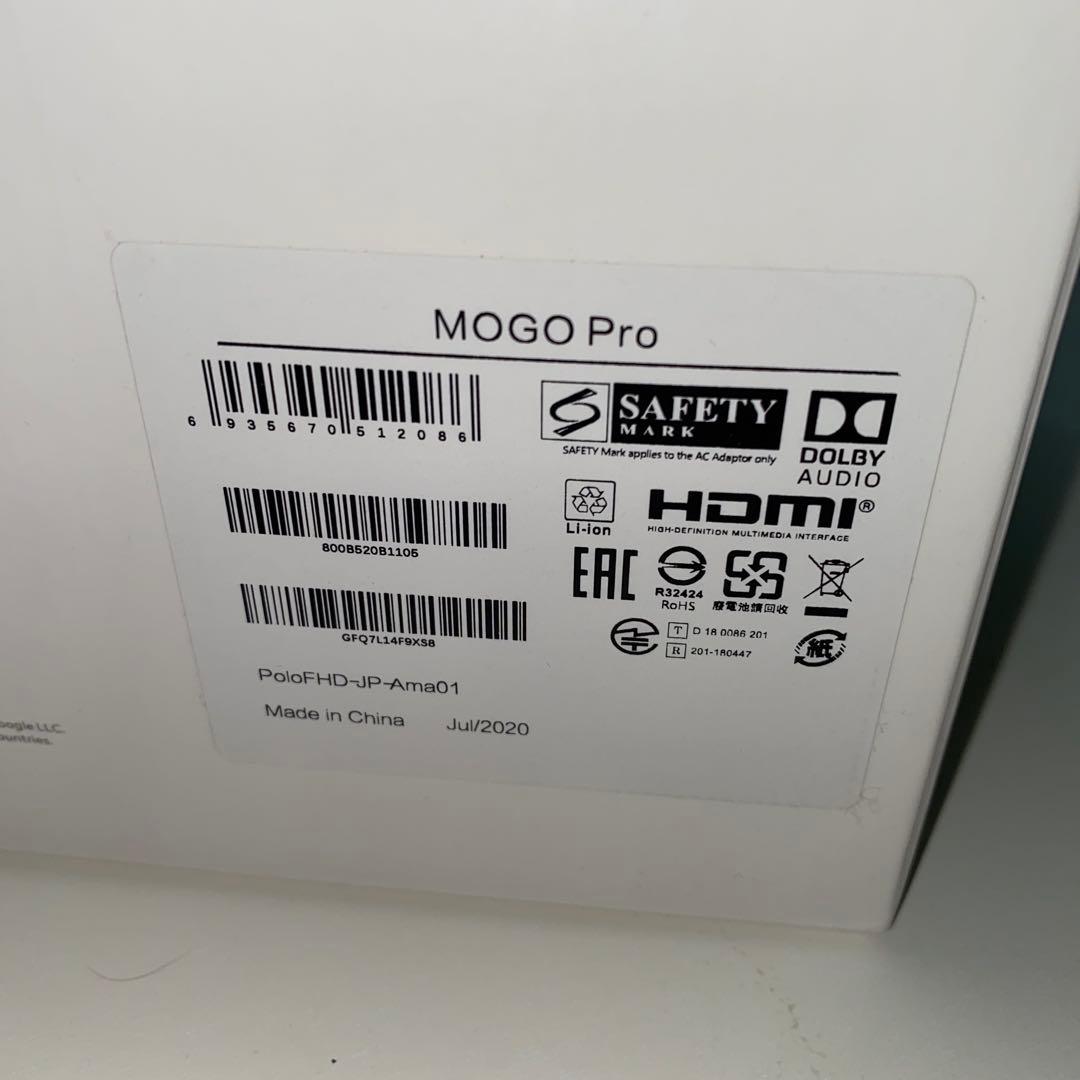 MOGO Pro
6 935670 512086
SAFETY
MARK
SAFETY Mark applies to the AC Adaptor only
DOLBY
AUDIO
800B520B1105
Li-ion
HDMI®
HIGH-DEFINITION MULTIMEDIA INTERFACE
EAC
R32424
RoHS
廢電池請回收
GFQ7L14F9XS8
T D 18 0086 201
R 201-180447
紙
PoloFHD-JP-Ama01
Made in China Jul/2020
LLC.